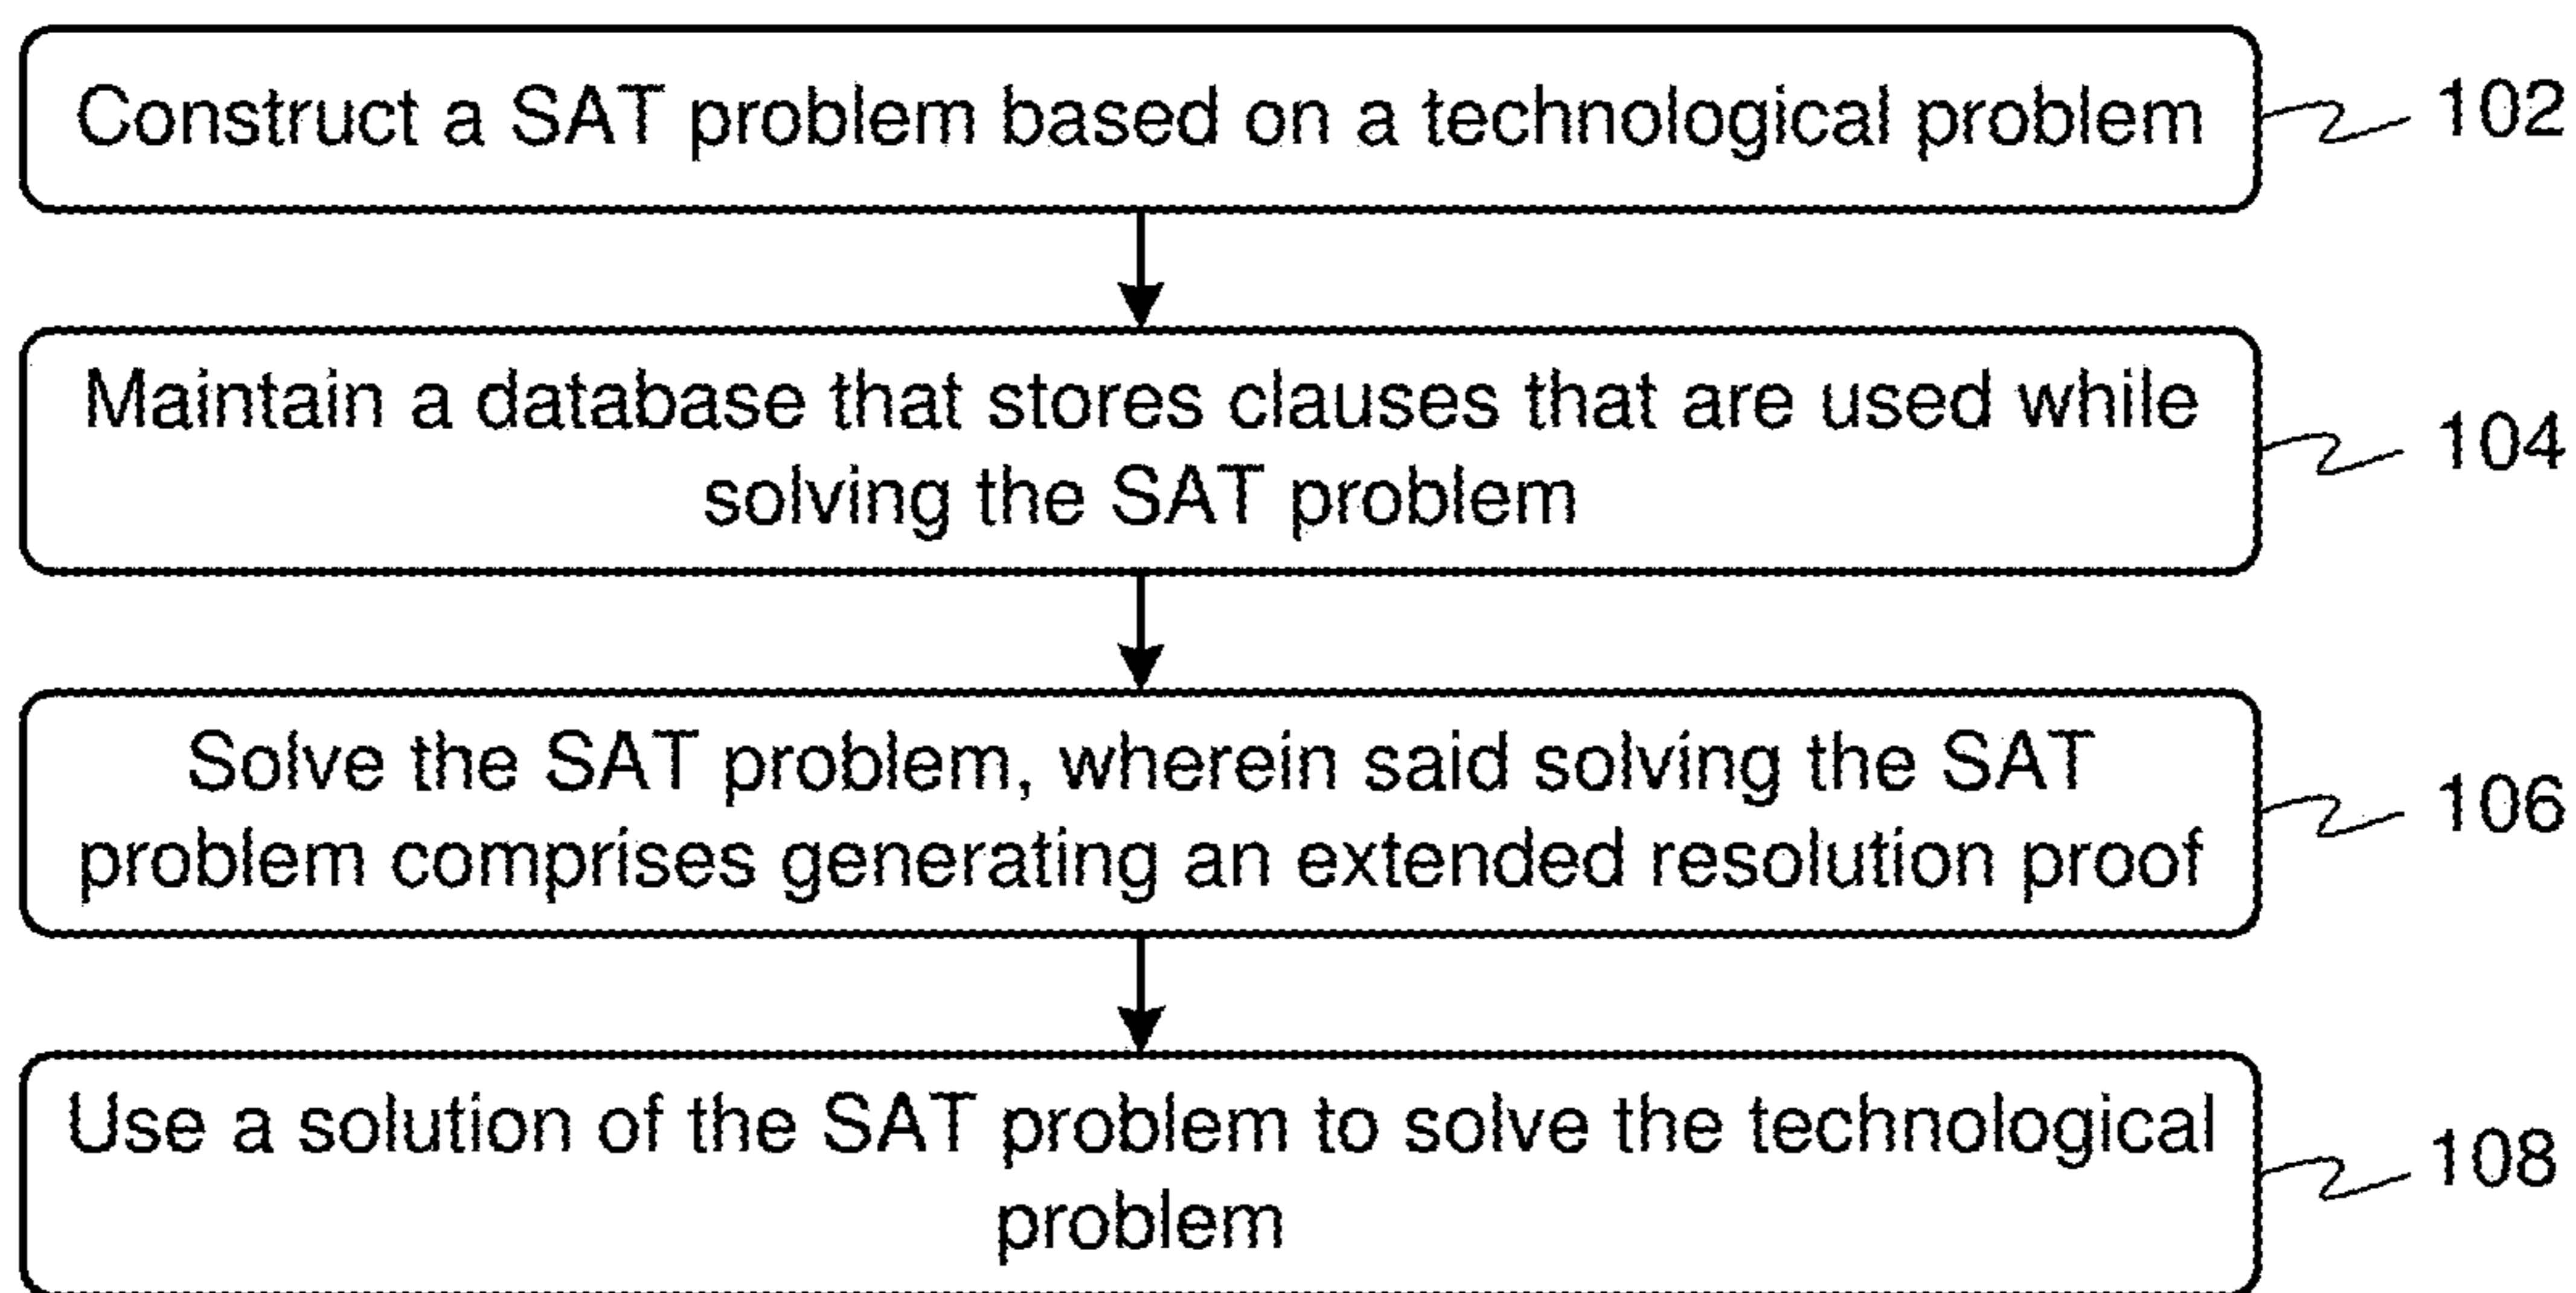 Construct a SAT problem based on a technological problem
102
Maintain a database that stores clauses that are used while
solving the SAT problem
104
Solve the SAT problem, wherein said solving the SAT
problem comprises generating an extended resolution proof
106
Use a solution of the SAT problem to solve the technological
problem
108